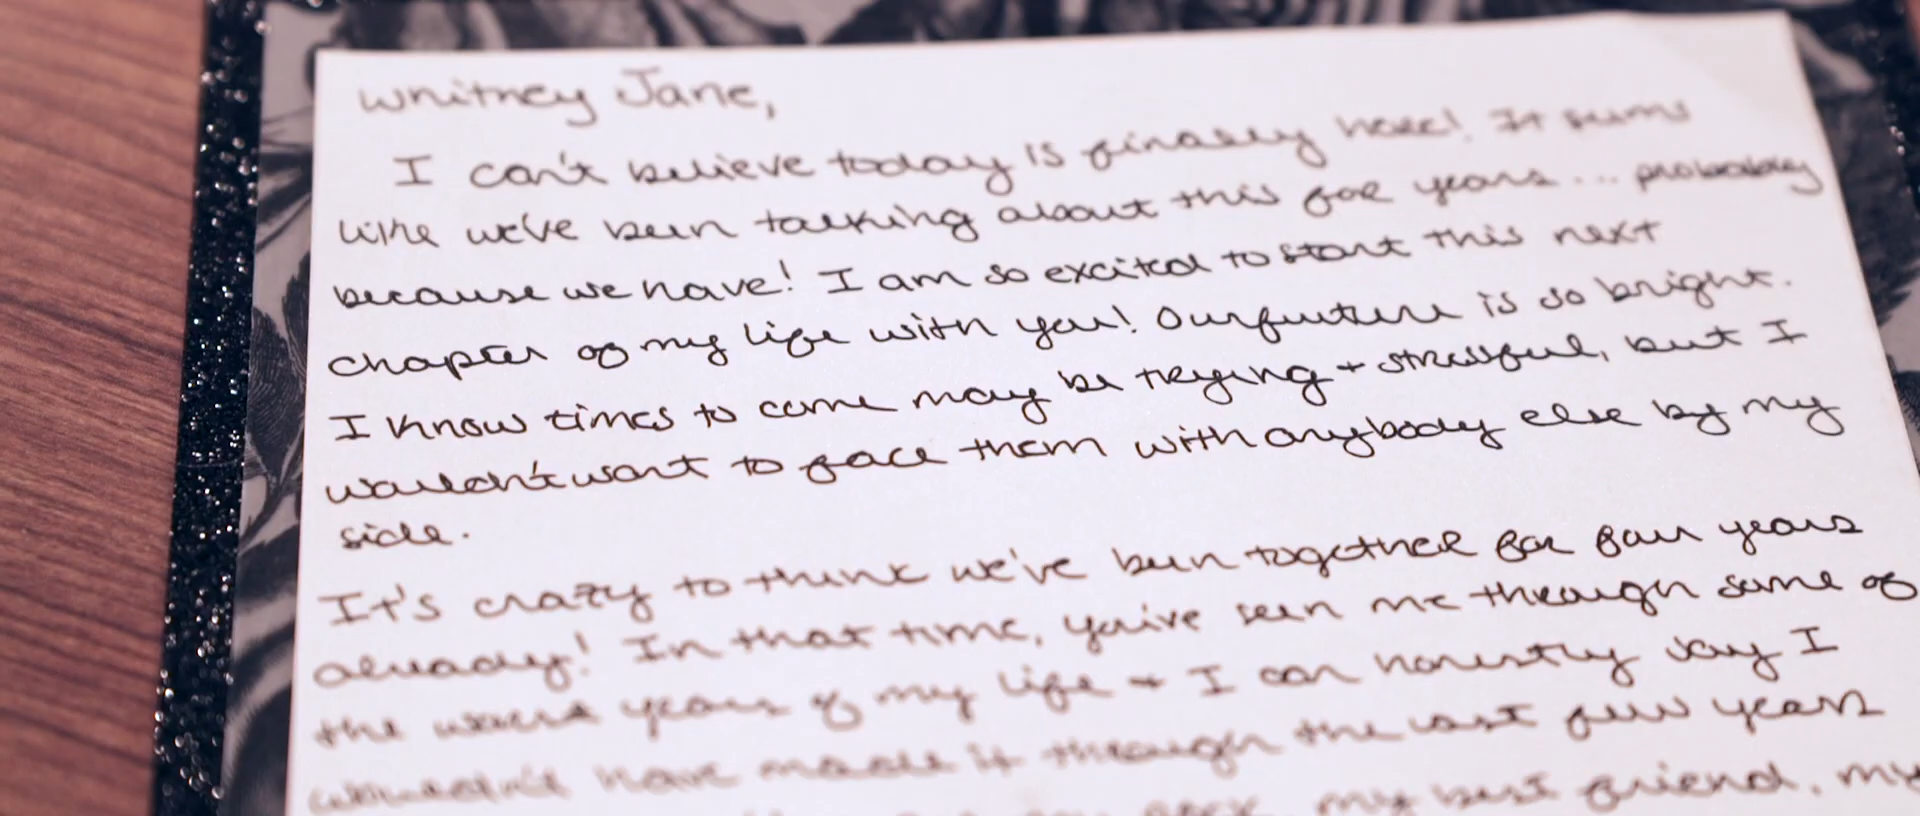 Whitney Jane,
I can't believe today is finally here! It seems
like we've been talking about this for years... probably
because we have! I am so excited to start this next
chapter of my life with you! Our future is so bright.
I know times to come may be trying + stressful, but I
wouldn't want to face them with anybody else by my
side.
It's crazy to think we've been together for four years
already! In that time, you've seen me through some of
the worst years of my life + I can honestly say I
wouldn't have made it through the last few years
my best friend, my